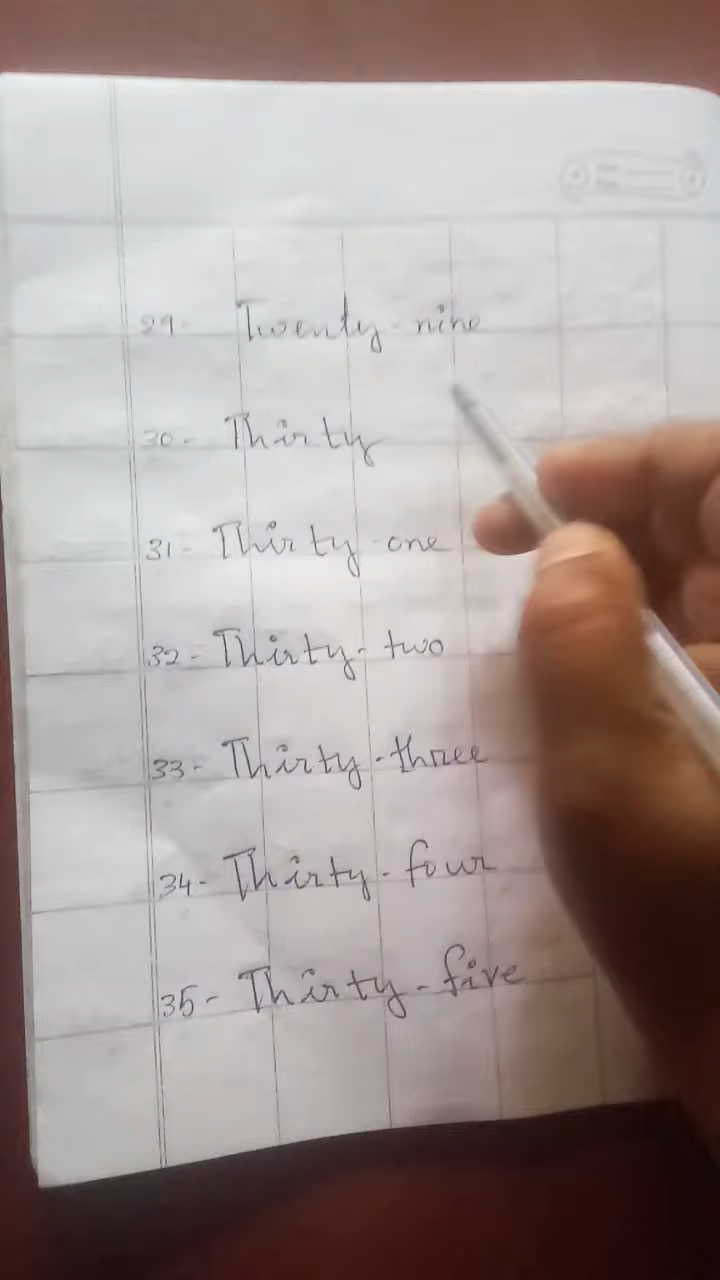 29- Twenty-nine
30- Thirty
31- Thirty-one
32- Thirty-two
33- Thirty-three
34- Thirty-four
35- Thirty-five